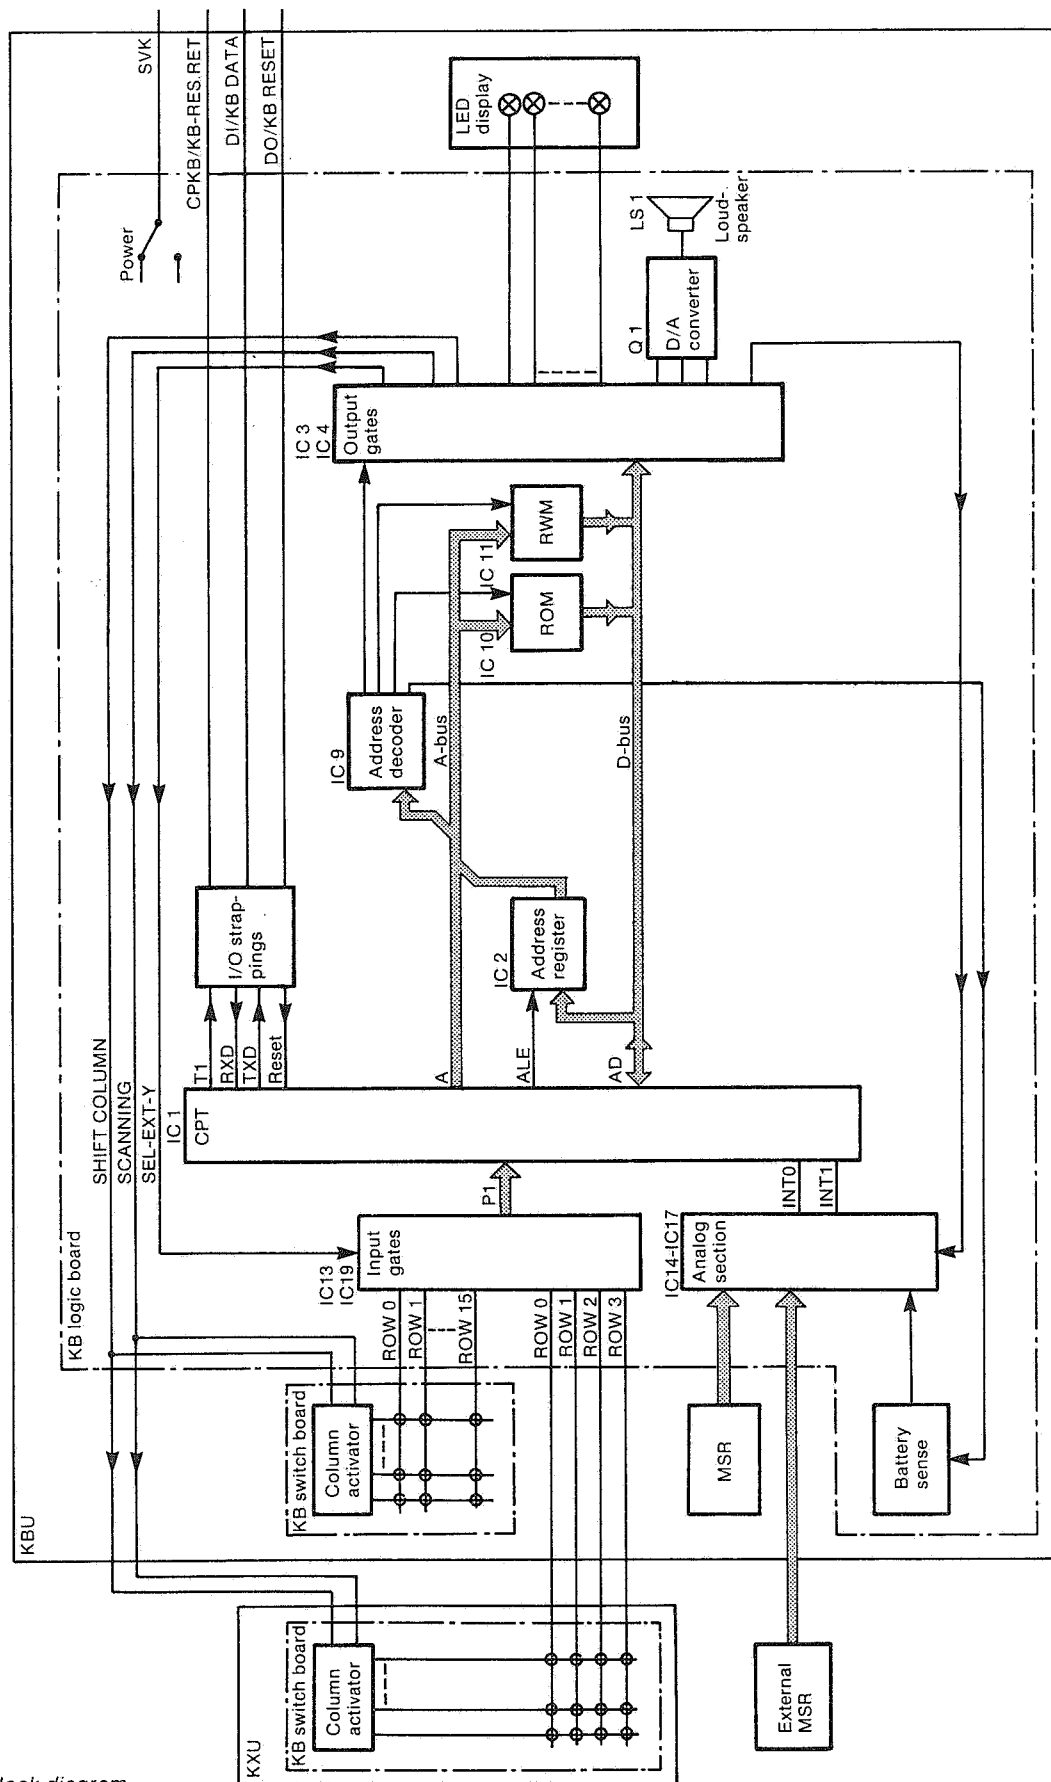 KBU
KB logic board
SVK
CPKB/KB-RES.RET
DI/KB DATA
DO/KB RESET
Power
LED
display
SHIFT COLUMN
SCANNING
SEL-EXT-Y
I/O strap-
pings
T1
RXD
TXD
Reset
IC 1
CPT
A
ALE
AD
P1
INT0
INT1
IC 2
Address
register
IC 9
Address
decoder
A-bus
D-bus
IC 10
ROM
IC 11
RWM
IC 3
IC 4
Output
gates
Q 1
D/A
converter
LS 1
Loud-
speaker
IC13
IC19
Input
gates
ROW 0
ROW 1
ROW 15
ROW 0
ROW 1
ROW 2
ROW 3
IC14-IC17
Analog
section
KB switch board
Column
activator
MSR
Battery
sense
KXU
KB switch board
Column
activator
External
MSR
diagram